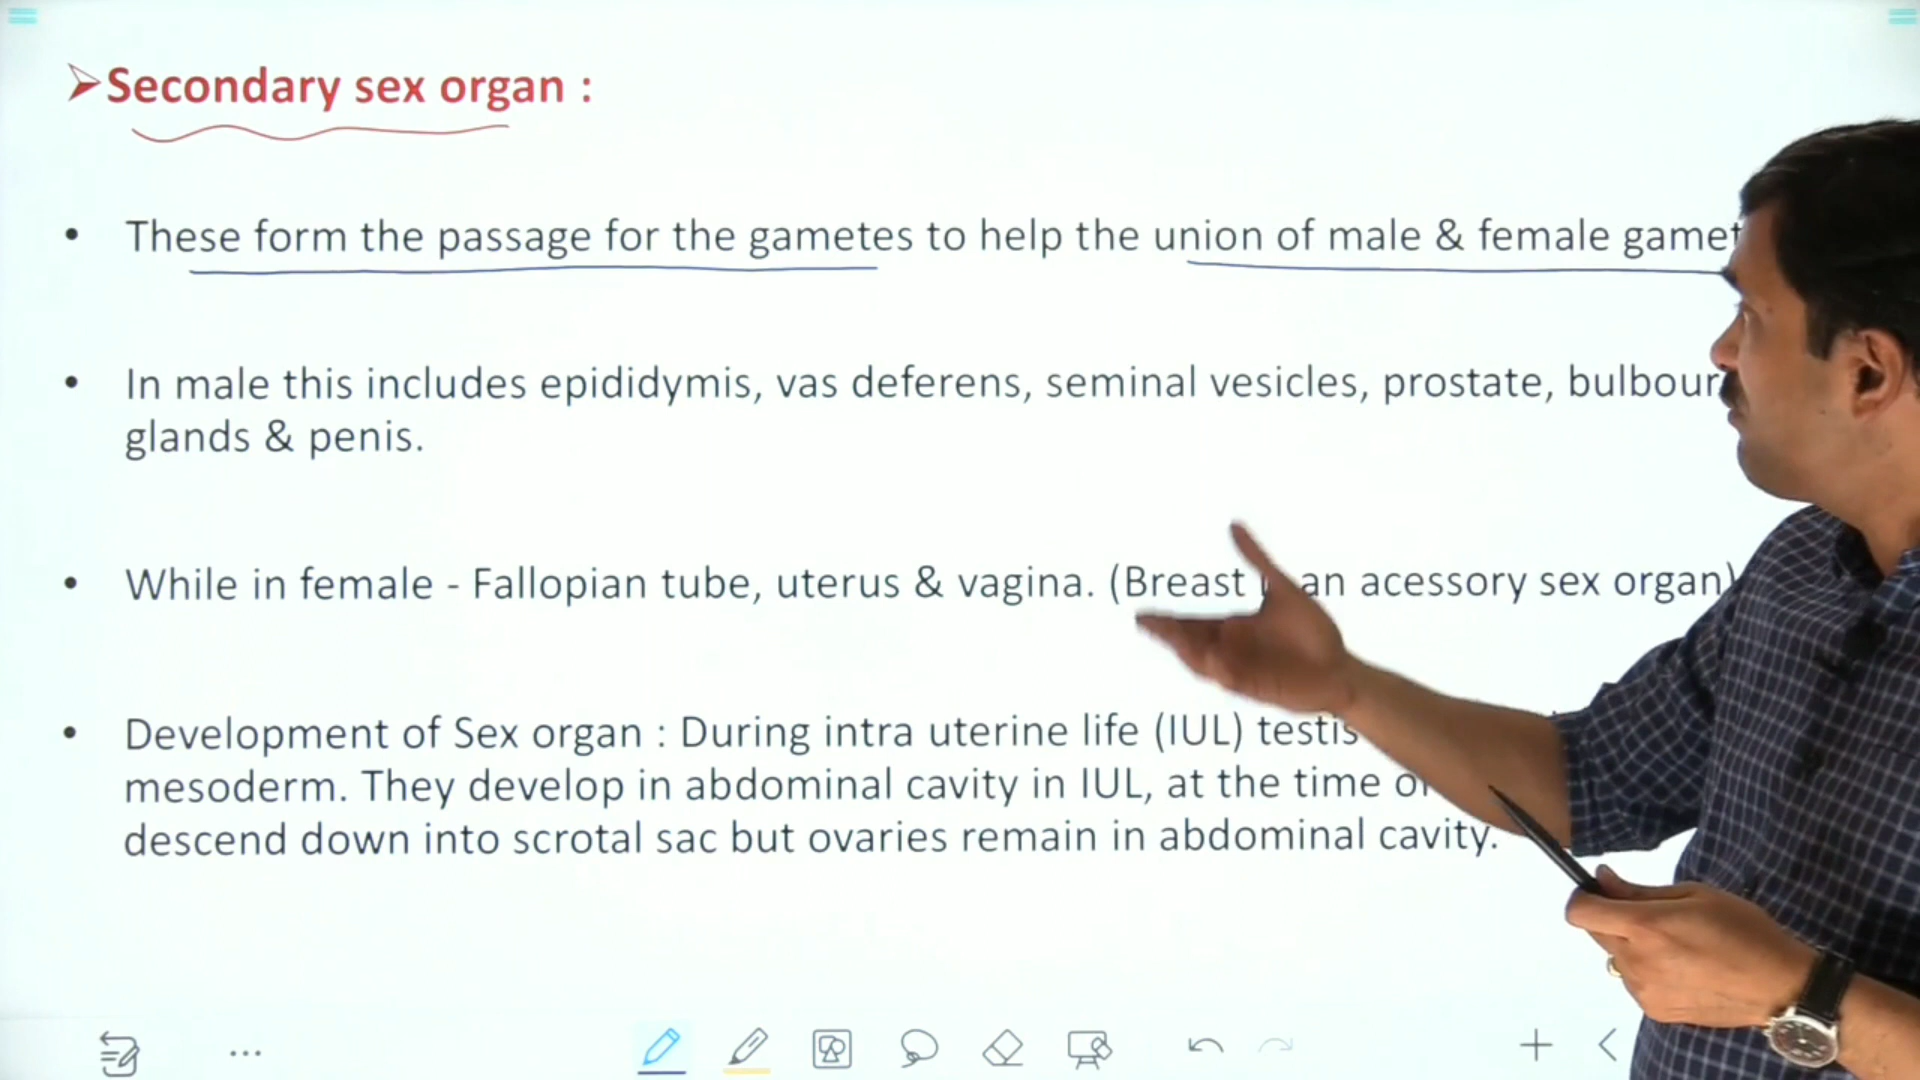 Secondary sex organ :
• These form the passage for the gametes to help the union of male & female
• In male this includes epididymis, vas deferens, seminal vesicles, prostate,
glands & penis.
• While in female - Fallopian tube, uterus & vagina. (Breast an acessory sex organ)
• Development of Sex organ : During intra uterine life (IUL) testis
mesoderm. They develop in abdominal cavity in IUL, at the time
descend down into scrotal sac but ovaries remain in abdominal cavity.